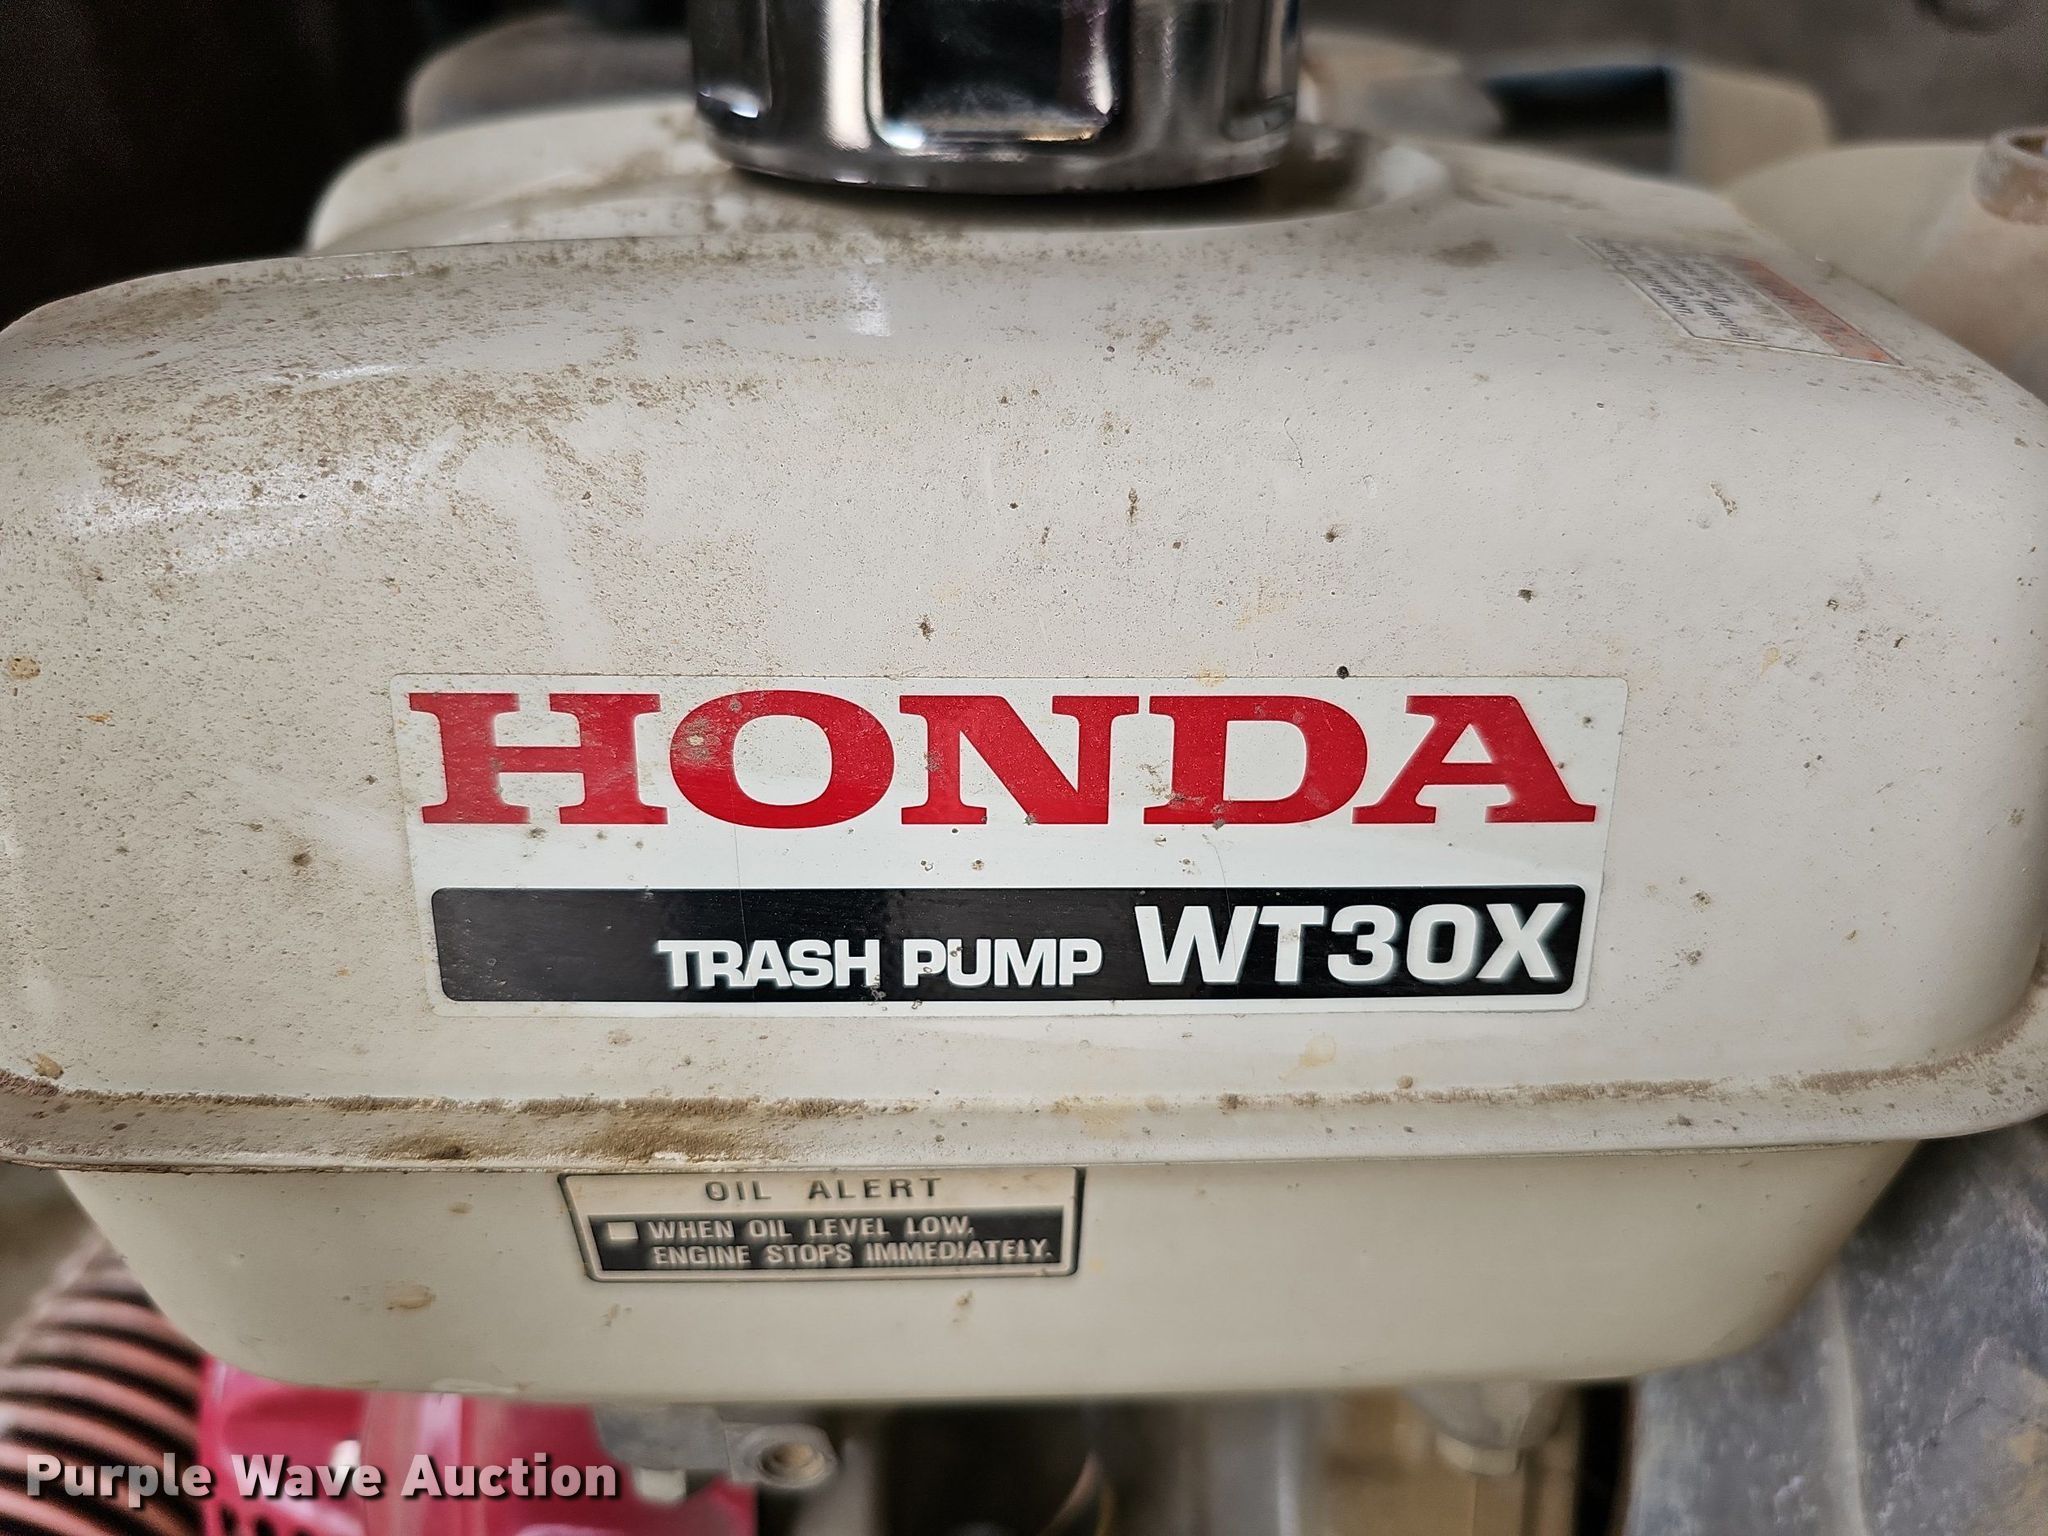 HONDA
TRASH PUMP WT30X
OIL ALERT
WHEN OIL LEVEL LOW,
ENGINE STOPS IMMEDIATELY.
Purple Wave Auction